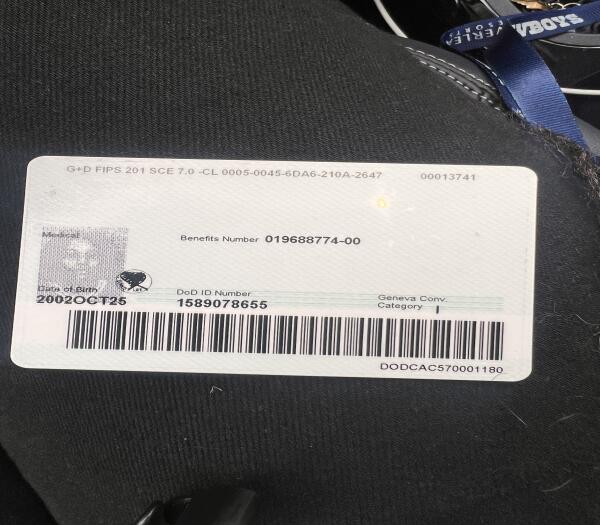 COWBOYS
G+D FIPS 201 SCE 7.0 -CL 0005-0045-6DA6-210A-2647 00013741
Medical
Benefits Number 019688774-00
Date of Birth
2002OCT25
DoD ID Number
1589078655
Geneva Conv.
Category I
DODCAC570001180